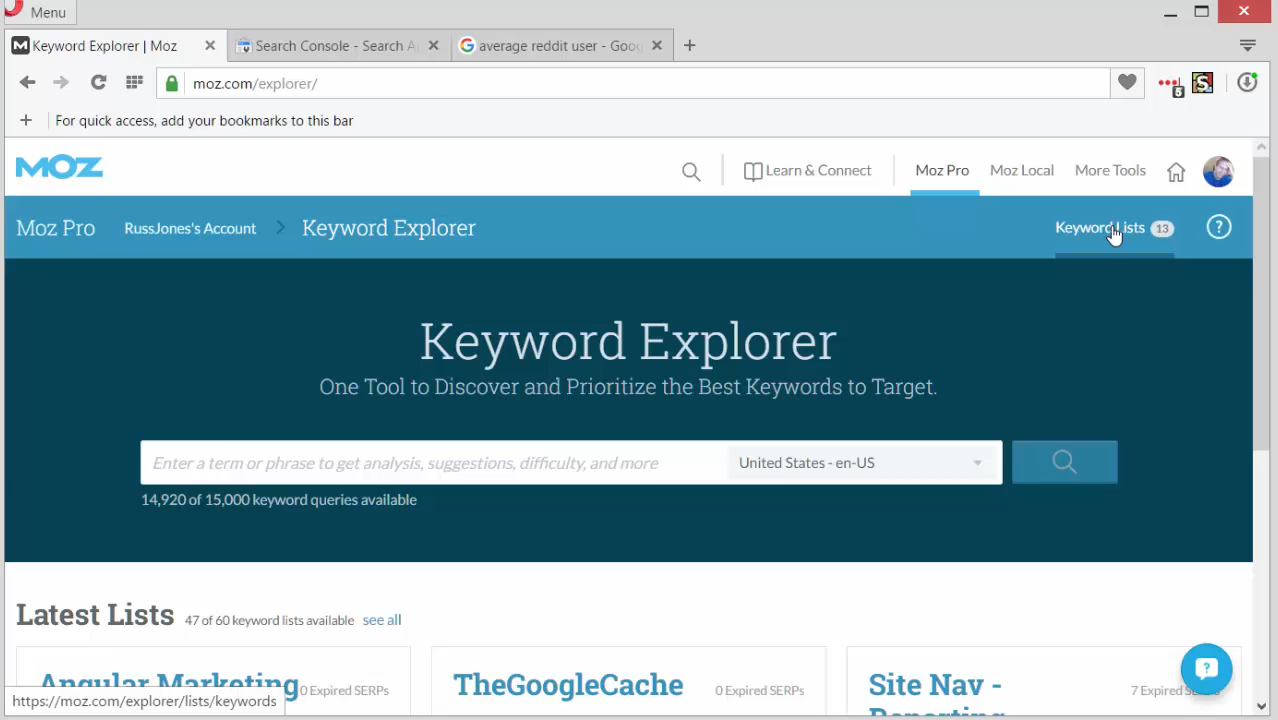 Menu
Keyword Explorer | Moz
Search Console - Search A
average reddit user - Goo
moz.com/explorer/
5
S
For quick access, add your bookmarks to this bar
MOZ
Learn & Connect
Moz Pro
Moz Local
More Tools
Moz Pro
RussJones's Account
Keyword Explorer
Keyword Lists 13
?
Keyword Explorer
One Tool to Discover and Prioritize the Best Keywords to Target.
Enter a term or phrase to get analysis, suggestions, difficulty, and more
United States - en-US
14,920 of 15,000 keyword queries available
Latest Lists 47 of 60 keyword lists available see all
Angular Marketing 0 Expired SERPs
TheGoogleCache 0 Expired SERPs
Site Nav - 7 Expired SERPs
Reporting
?
https://moz.com/explorer/lists/keywords